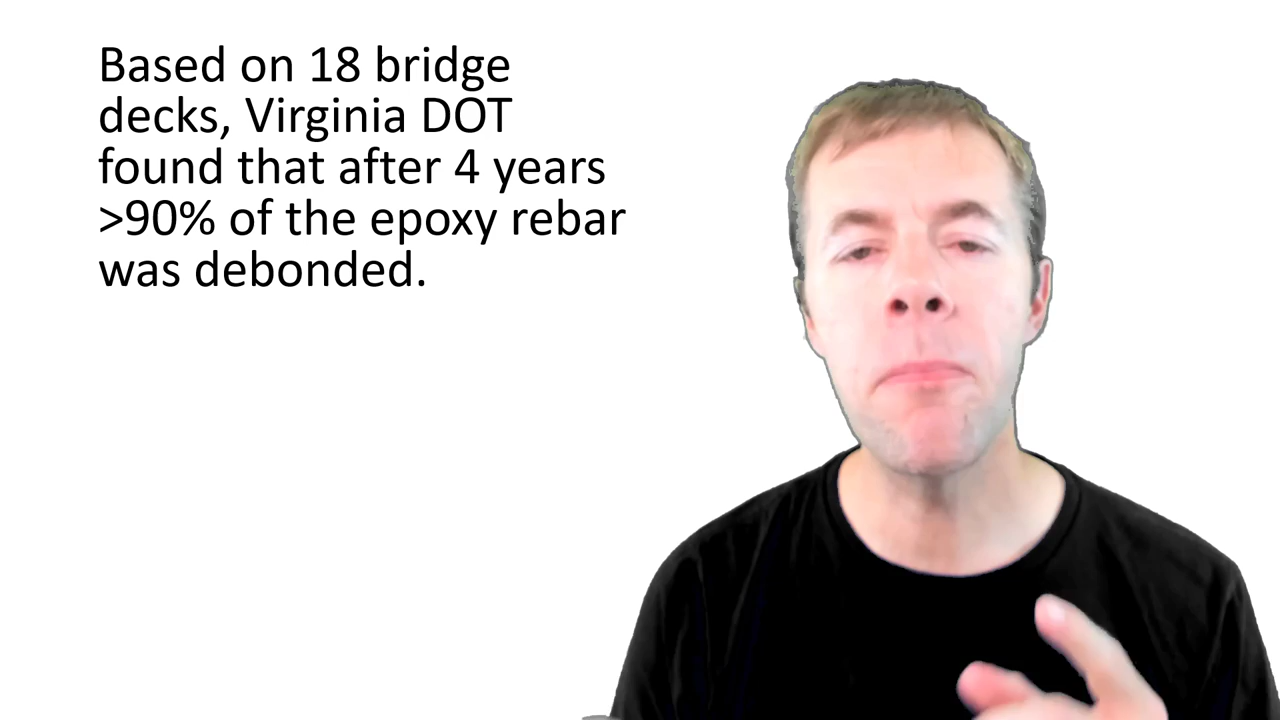 Based on 18 bridge
decks, Virginia DOT
found that after 4 years
>90% of the epoxy rebar
was debonded.